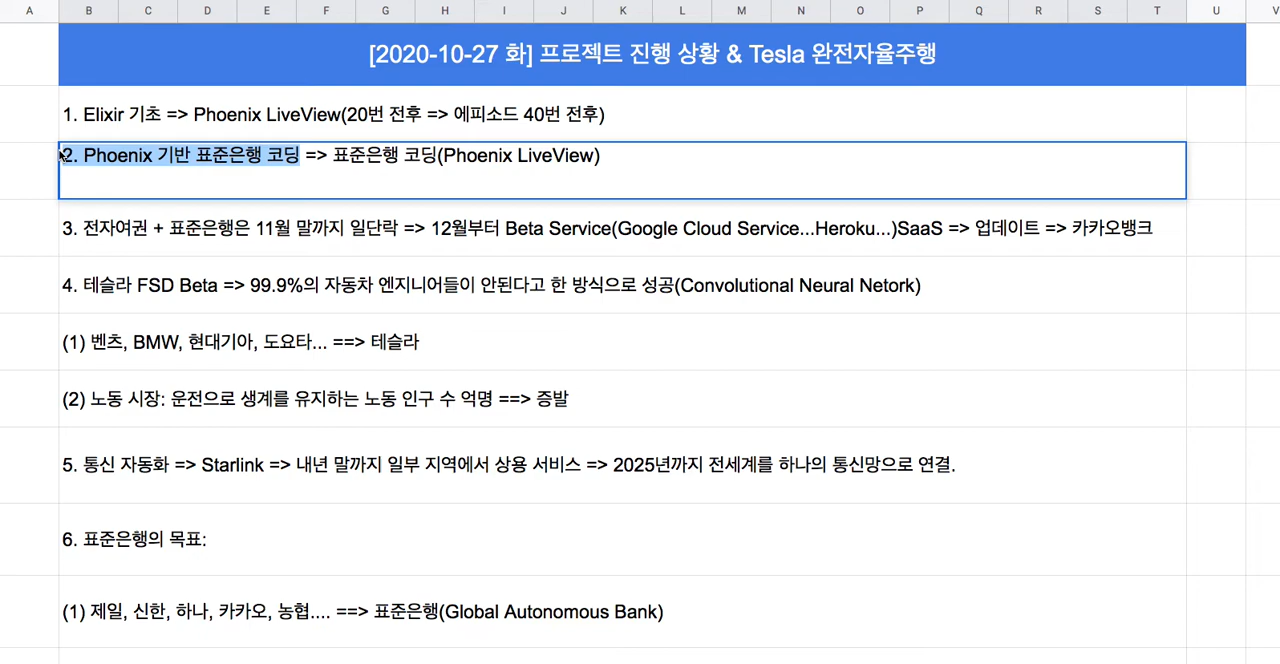 A B C D E F G H I J K L M N O P Q R S T U V
[2020-10-27 화] 프로젝트 진행 상황 & Tesla 완전자율주행
1. Elixir 기초 => Phoenix LiveView(20번 전후 => 에피소드 40번 전후)
2. Phoenix 기반 표준은행 코딩 => 표준은행 코딩(Phoenix LiveView)
3. 전자여권 + 표준은행은 11월 말까지 일단락 => 12월부터 Beta Service(Google Cloud Service...Heroku...)SaaS => 업데이트 => 카카오뱅크
4. 테슬라 FSD Beta => 99.9%의 자동차 엔지니어들이 안된다고 한 방식으로 성공(Convolutional Neural Netork)
(1) 벤츠, BMW, 현대기아, 도요타... ==> 테슬라
(2) 노동 시장: 운전으로 생계를 유지하는 노동 인구 수 억명 ==> 증발
5. 통신 자동화 => Starlink => 내년 말까지 일부 지역에서 상용 서비스 => 2025년까지 전세계를 하나의 통신망으로 연결.
6. 표준은행의 목표:
(1) 제일, 신한, 하나, 카카오, 농협.... ==> 표준은행(Global Autonomous Bank)